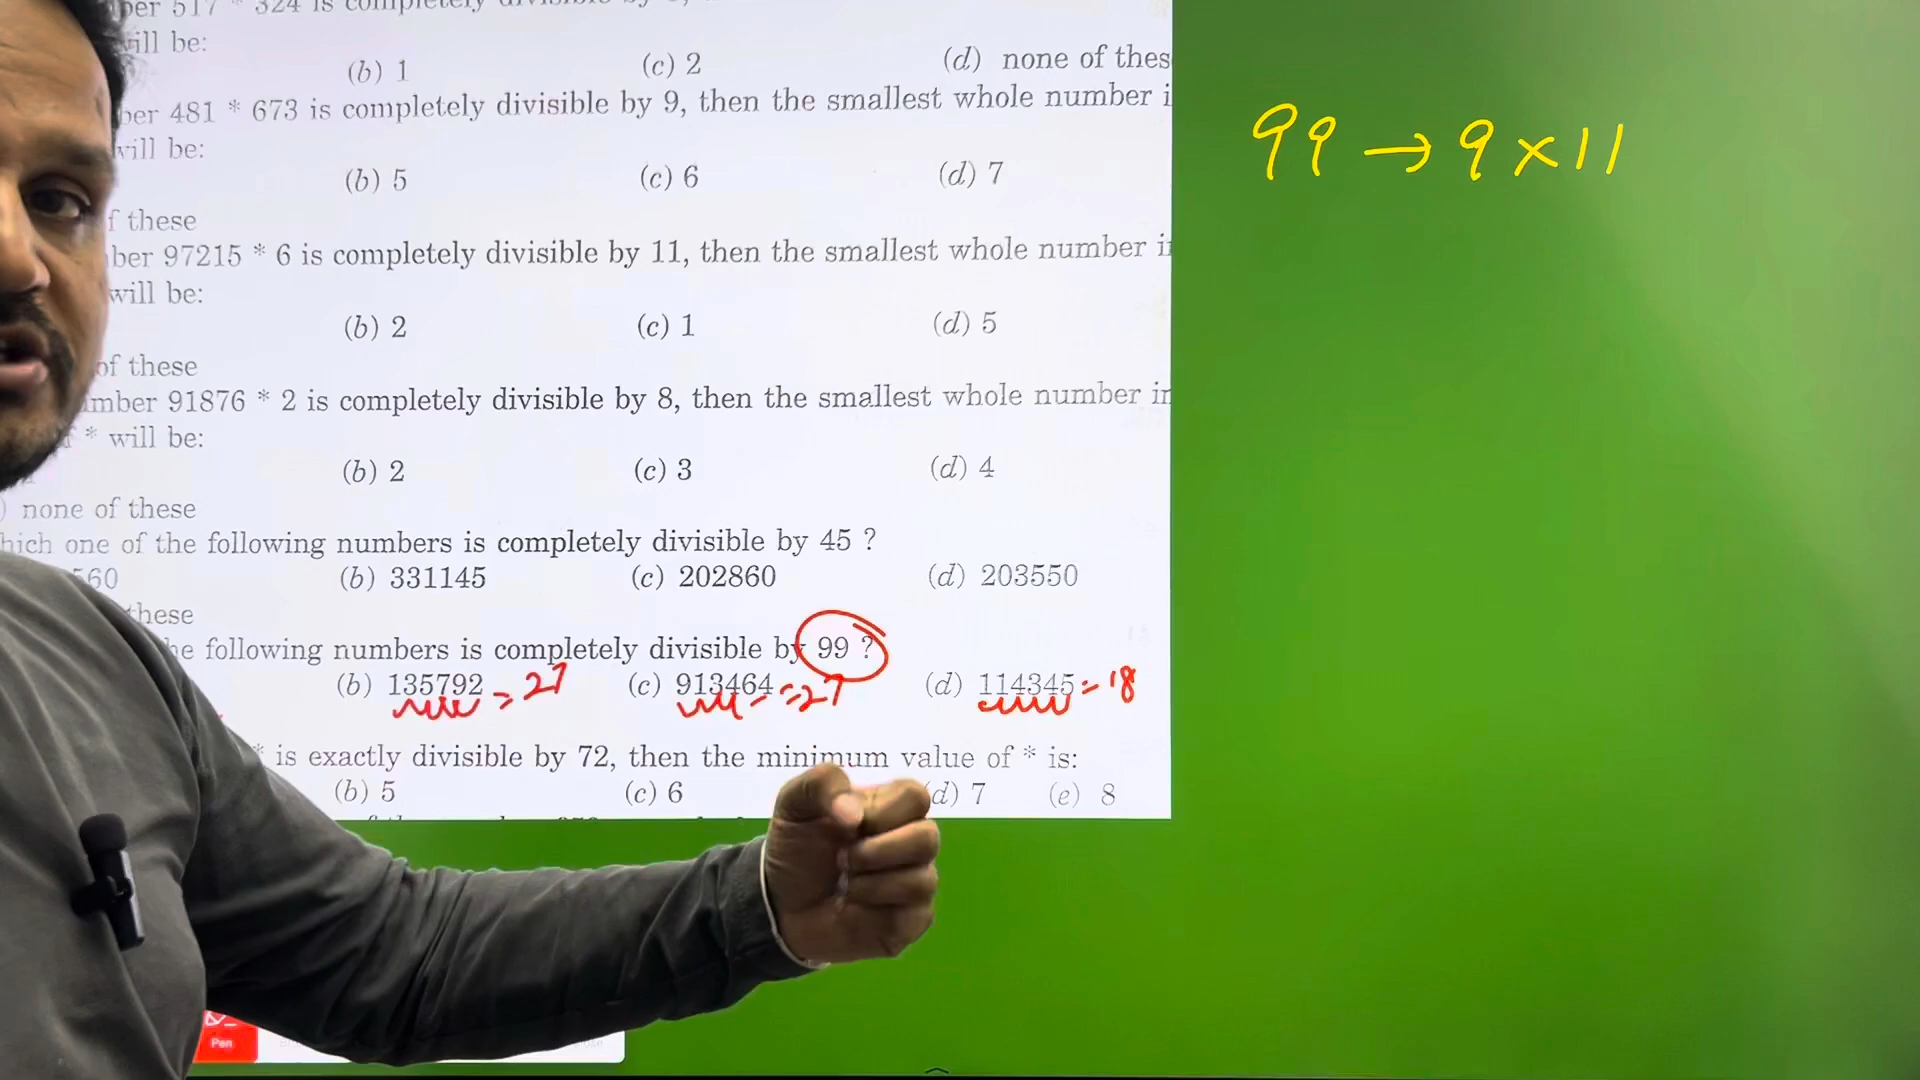 517 * 324 is completely divisible by
will be:
(b) 1 (c) 2 (d) none of thes
ber 481 * 673 is completely divisible by 9, then the smallest whole number i
will be:
(b) 5 (c) 6 (d) 7
f these
ber 97215 * 6 is completely divisible by 11, then the smallest whole number in
will be:
(b) 2 (c) 1 (d) 5
of these
mber 91876 * 2 is completely divisible by 8, then the smallest whole number in
* will be:
(b) 2 (c) 3 (d) 4
) none of these
hich one of the following numbers is completely divisible by 45 ?
560 (b) 331145 (c) 202860 (d) 203550
these
he following numbers is completely divisible by 99 ?
(b) 135792 = 27 (c) 913464 = 27 (d) 114345 = 18
* is exactly divisible by 72, then the minimum value of * is:
(b) 5 (c) 6 (d) 7 (e) 8
99 → 9 × 11
Pen